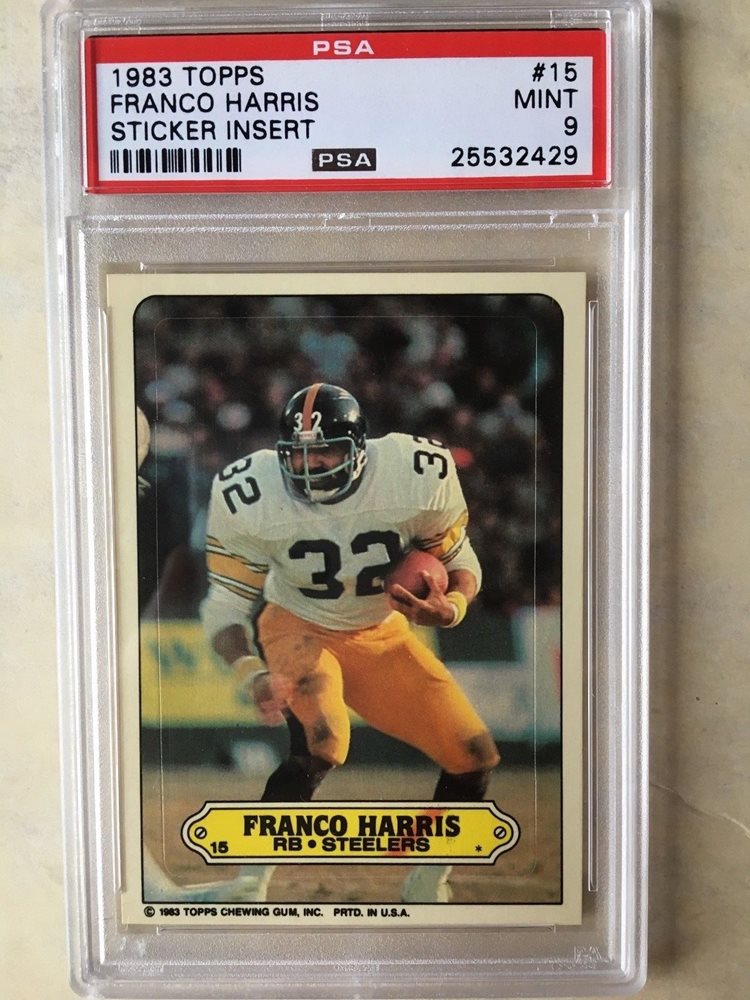 PSA
1983 TOPPS #15
FRANCO HARRIS MINT
STICKER INSERT 9
PSA 25532429
32
32 32
32
FRANCO HARRIS
15 RB • STEELERS *
© 1983 TOPPS CHEWING GUM, INC. PRTD. IN U.S.A.